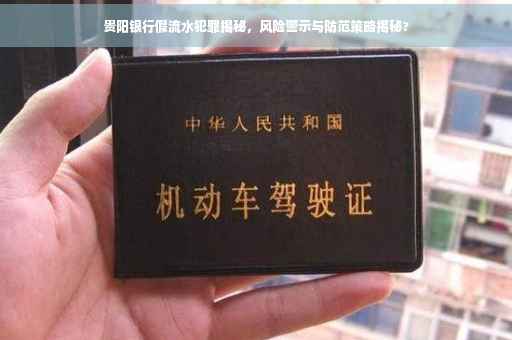 贵阳银行假流水犯罪揭秘，风险警示与防范策略揭秘？
中华人民共和国
机动车驾驶证